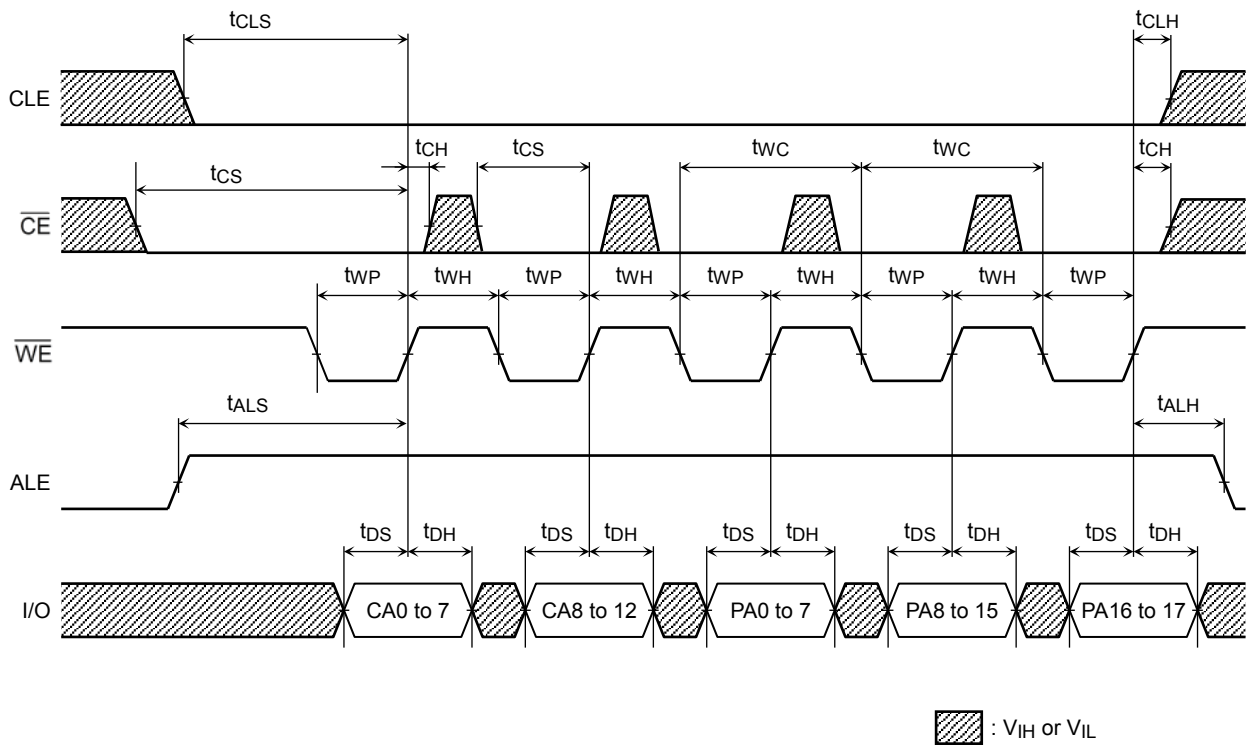 tCLS tCLH
CLE
tCH tCS tWC tWC tCH
tCS
CE
tWP tWH tWP tWH tWP tWH tWP tWH tWP
WE
tALS tALH
ALE
tDS tDH tDS tDH tDS tDH tDS tDH tDS tDH
I/O CA0 to 7 CA8 to 12 PA0 to 7 PA8 to 15 PA16 to 17
: VIH or VIL